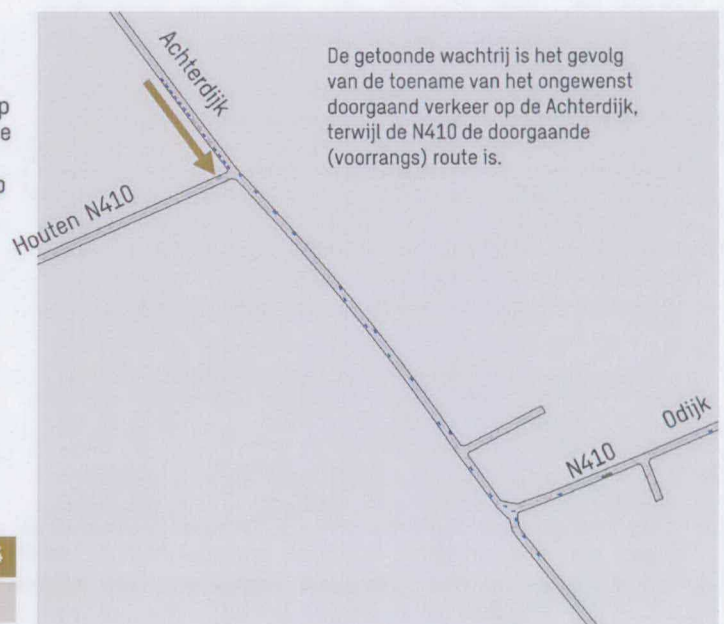 Achterdijk
De getoonde wachtrij is het gevolg
van de toename van het ongewenst
doorgaand verkeer op de Achterdijk,
terwijl de N410 de doorgaande
(voorrangs) route is.
Houten N410
N410
Odijk